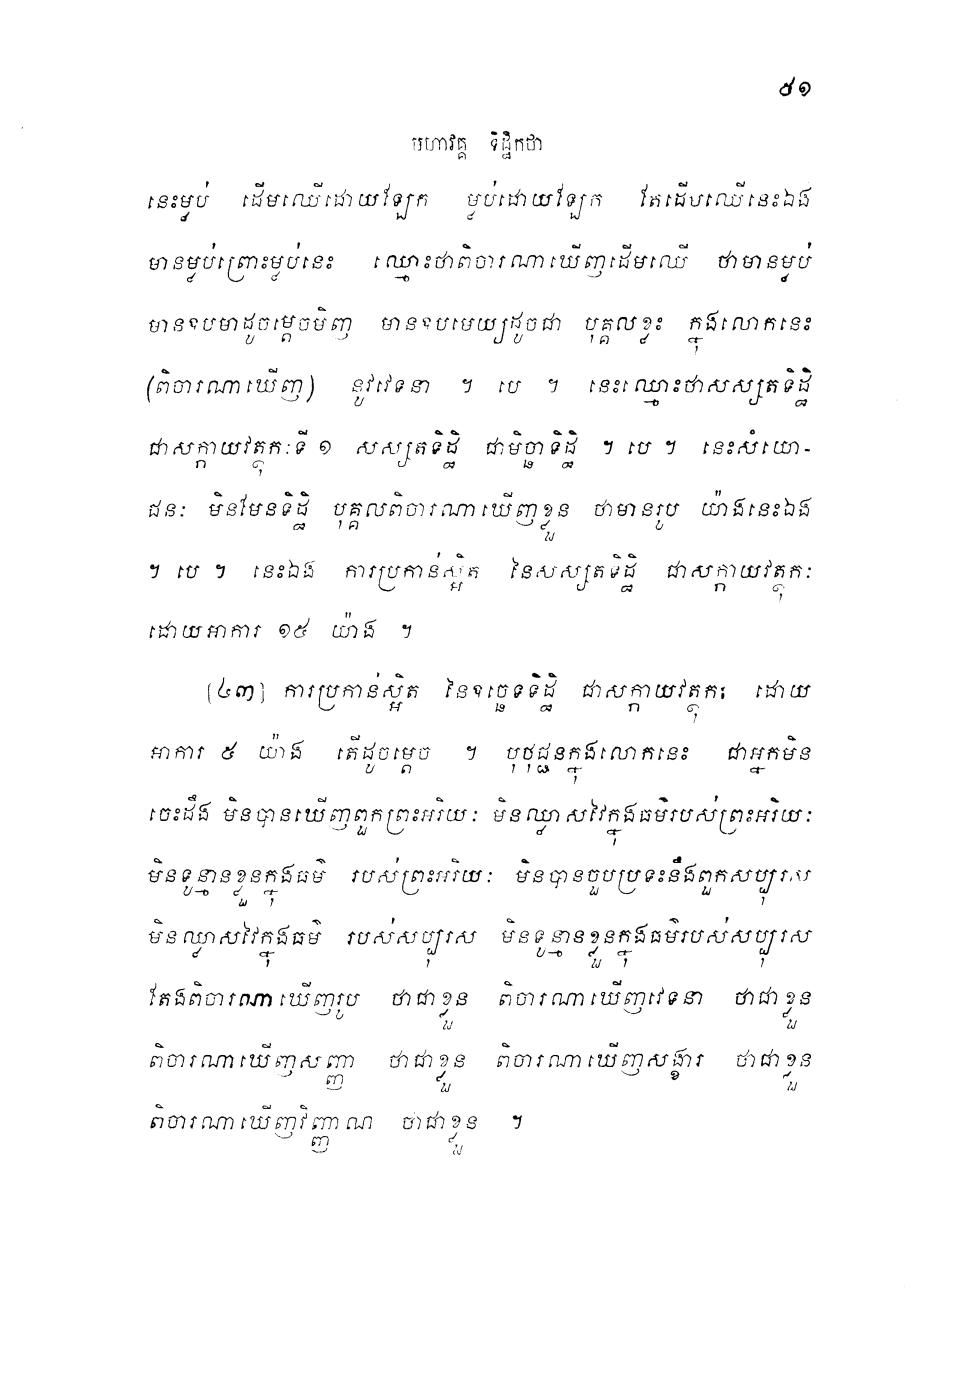 ៥១
មហាវគ្គ ទិដ្ឋិកថា
នេះម្លប់ ដើមឈើដោយឡែក ម្លប់ដោយឡែក តែដើមឈើនេះឯង
មានម្លប់ព្រោះម្លប់នេះ ឈ្មោះថាពិចារណាឃើញដើមឈើ ថាមានម្លប់
មានឧបមាដូចម្តេចមិញ មានឧបមេយ្យដូចជា បុគ្គលខ្លះ ក្នុងលោកនេះ
(ពិចារណាឃើញ) នូវវេទនា ។ បេ ។ នេះឈ្មោះថាសស្សតទិដ្ឋិ
ជាសក្កាយវត្ថុកៈទី ១ សស្សតទិដ្ឋិ ជាមិច្ឆាទិដ្ឋិ ។ បេ ។ នេះសំយោ-
ជនៈ មិនមែនទិដ្ឋិ បុគ្គលពិចារណាឃើញខ្លួន ថាមានរូប យ៉ាងនេះឯង
។ បេ ។ នេះឯង ការប្រកាន់ស្អិត នៃសស្សតទិដ្ឋិ ជាសក្កាយវត្ថុកៈ
ដោយអាការ ១៥ យ៉ាង ។
[៤៣] ការប្រកាន់ស្អិត នៃឧច្ឆេទទិដ្ឋិ ជាសក្កាយវត្ថុកៈ ដោយ
អាការ ៥ យ៉ាង តើដូចម្តេច ។ បុថុជ្ជនក្នុងលោកនេះ ជាអ្នកមិន
ចេះដឹង មិនបានឃើញពួកព្រះអរិយៈ មិនឈ្លាសវៃក្នុងធម៌របស់ព្រះអរិយៈ
មិនទូន្មានខ្លួនក្នុងធម៌ របស់ព្រះអរិយៈ មិនបានចួបប្រទះនឹងពួកសប្បុរស
មិនឈ្លាសវៃក្នុងធម៌ របស់សប្បុរស មិនទូន្មានខ្លួនក្នុងធម៌របស់សប្បុរស
តែងពិចារណាឃើញរូប ថាជាខ្លួន ពិចារណាឃើញវេទនា ថាជាខ្លួន
ពិចារណាឃើញសញ្ញា ថាជាខ្លួន ពិចារណាឃើញសង្ខារ ថាជាខ្លួន
ពិចារណាឃើញវិញ្ញាណ ថាជាខ្លួន ។